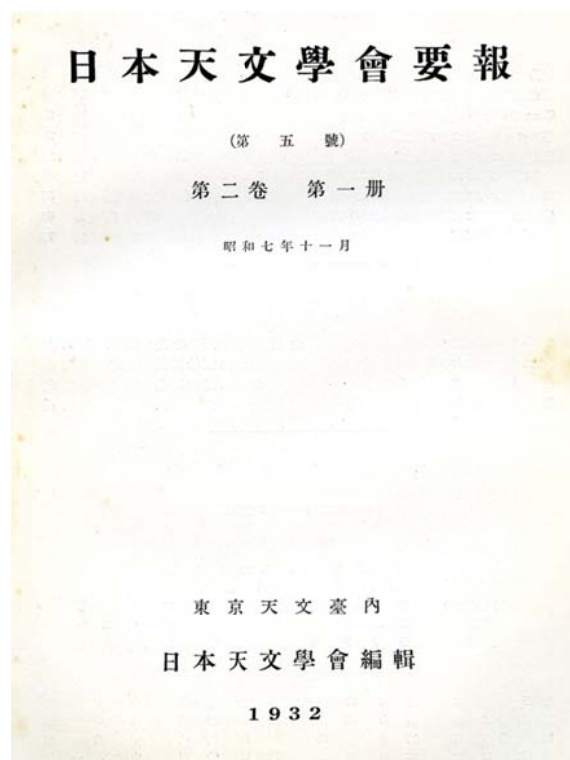 日本天文學會要報
(第五號)
第二卷 第一册
昭和七年十一月
東京天文臺內
日本天文學會編輯
1932